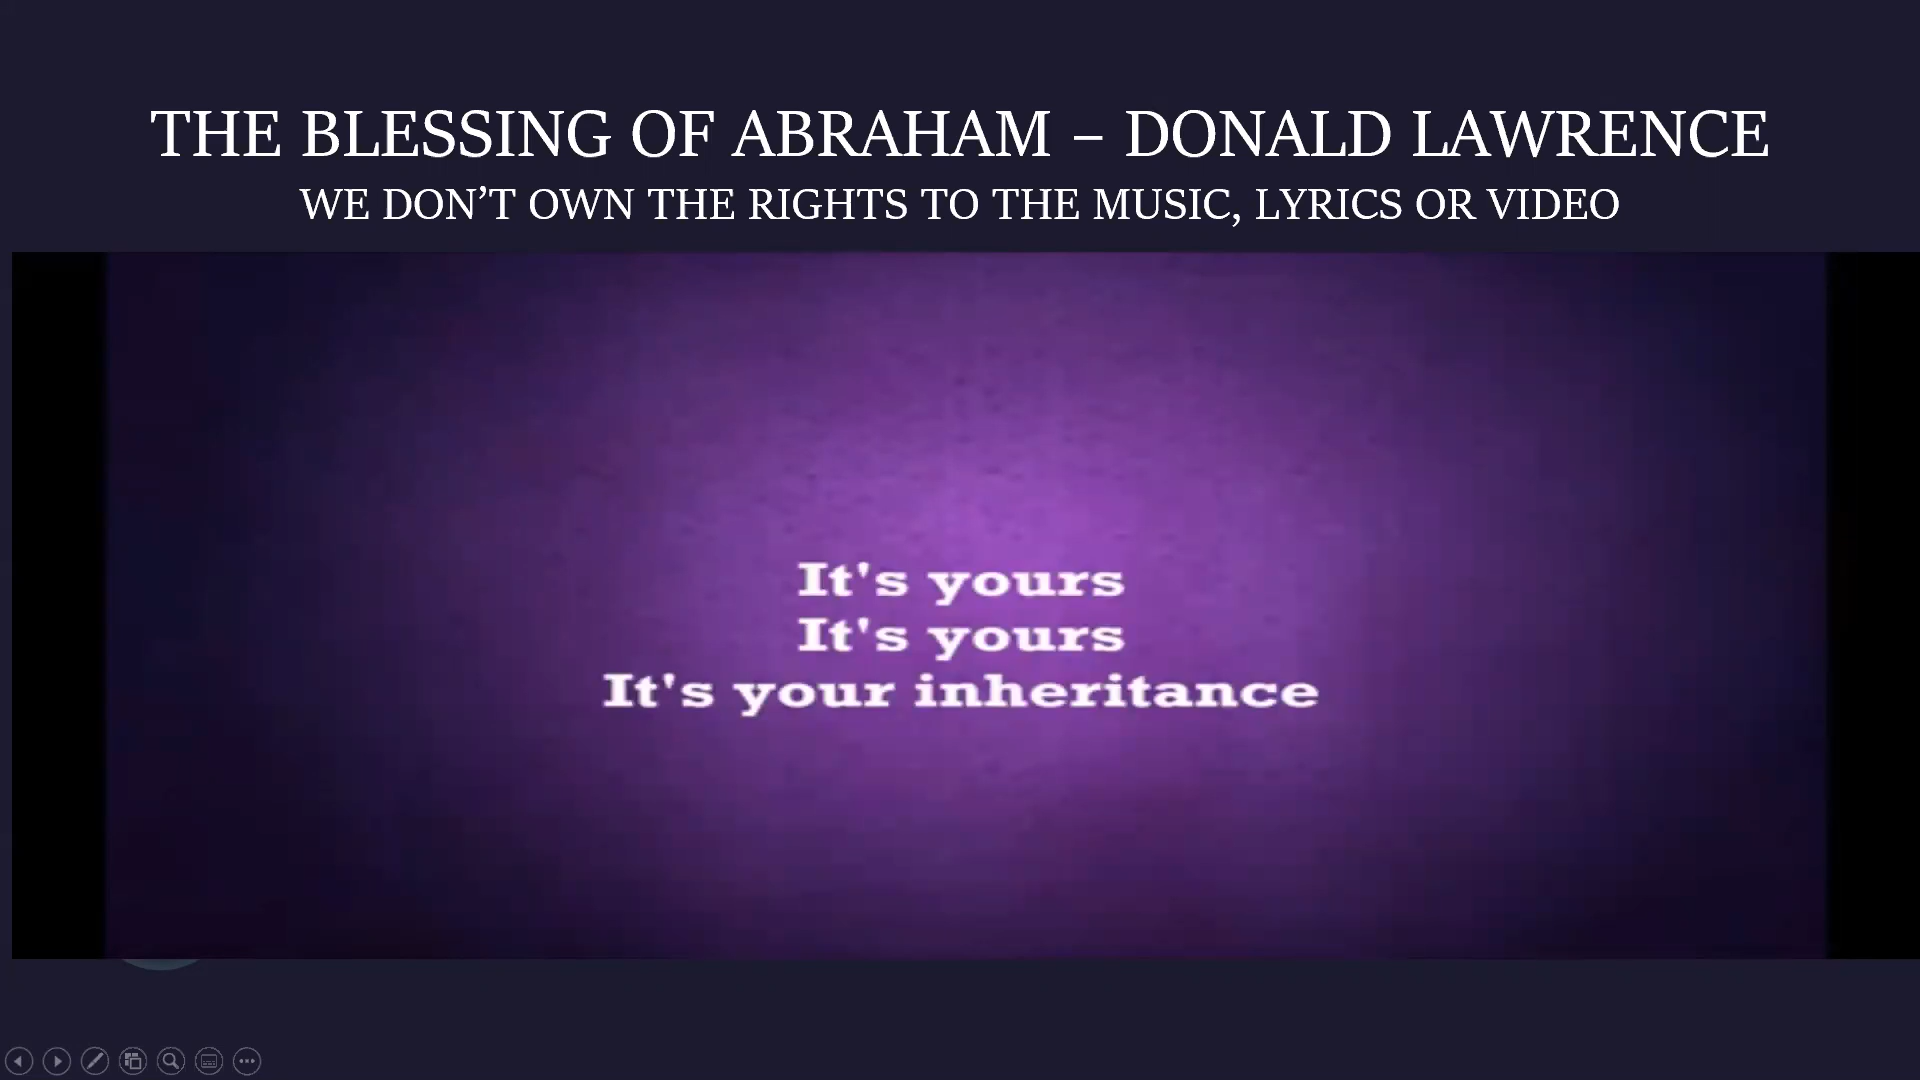 THE BLESSING OF ABRAHAM – DONALD LAWRENCE
WE DON’T OWN THE RIGHTS TO THE MUSIC, LYRICS OR VIDEO
It's yours
It's yours
It's your inheritance